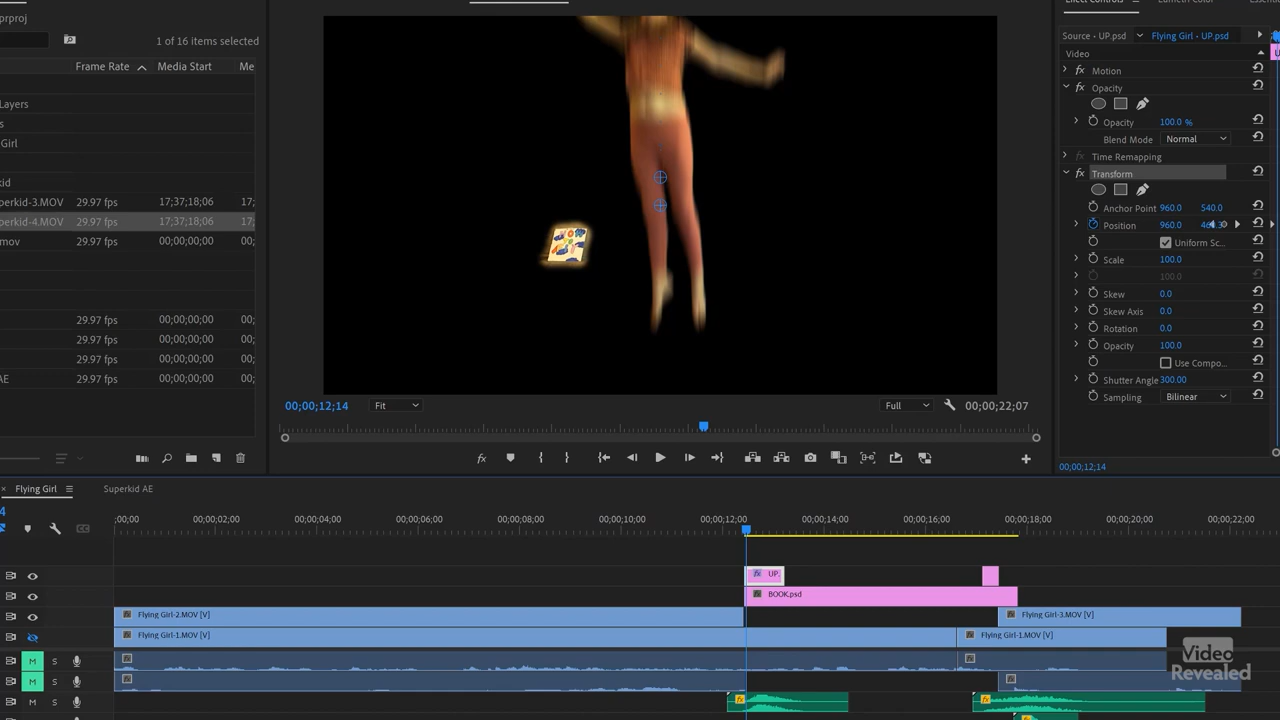 prproj
1 of 16 items selected
Frame Rate
Media Start
Me
Layers
s
Girl
kid
perkid-3.MOV 29.97 fps 17;37;18;06 17;
perkid-4.MOV 29.97 fps 17;37;18;06 17;
mov 29.97 fps 00;00;00;00 00;
29.97 fps 00;00;00;00 00;
29.97 fps 00;00;00;00 00;
29.97 fps 00;00;00;00 00;
AE 29.97 fps 00;00;00;00 00;
00;00;12;14
Fit
Full
00;00;22;07
Source • UP.psd
Flying Girl • UP.psd
Video
fx Motion
fx Opacity
Opacity 100.0 %
Blend Mode Normal
fx Time Remapping
fx Transform
Anchor Point 960.0 540.0
Position 960.0
Uniform Sc...
Scale 100.0
100.0
Skew 0.0
Skew Axis 0.0
Rotation 0.0
Opacity 100.0
Use Compo...
Shutter Angle 300.00
Sampling Bilinear
00;00;12;14
fx
Flying Girl
Superkid AE
4
;00;00
00;00;02;00
00;00;04;00
00;00;06;00
00;00;08;00
00;00;10;00
00;00;12;00
00;00;14;00
00;00;16;00
00;00;18;00
00;00;20;00
00;00;22;00
UP.
BOOK.psd
Flying Girl-2.MOV [V]
Flying Girl-3.MOV [V]
Flying Girl-1.MOV [V]
Flying Girl-1.MOV [V]
M S
M S
M S
Video
Revealed